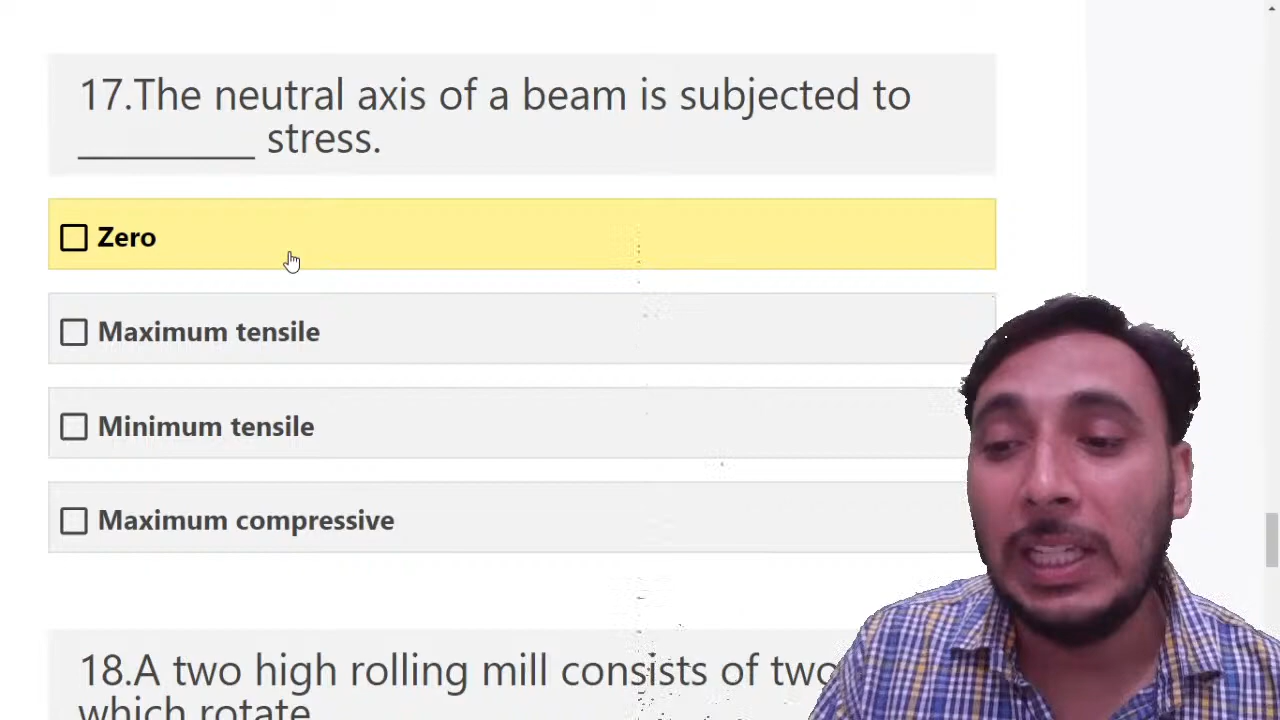 17.The neutral axis of a beam is subjected to
__________ stress.
Zero
Maximum tensile
Minimum tensile
Maximum compressive
18.A two high rolling mill consists of two
which rotate